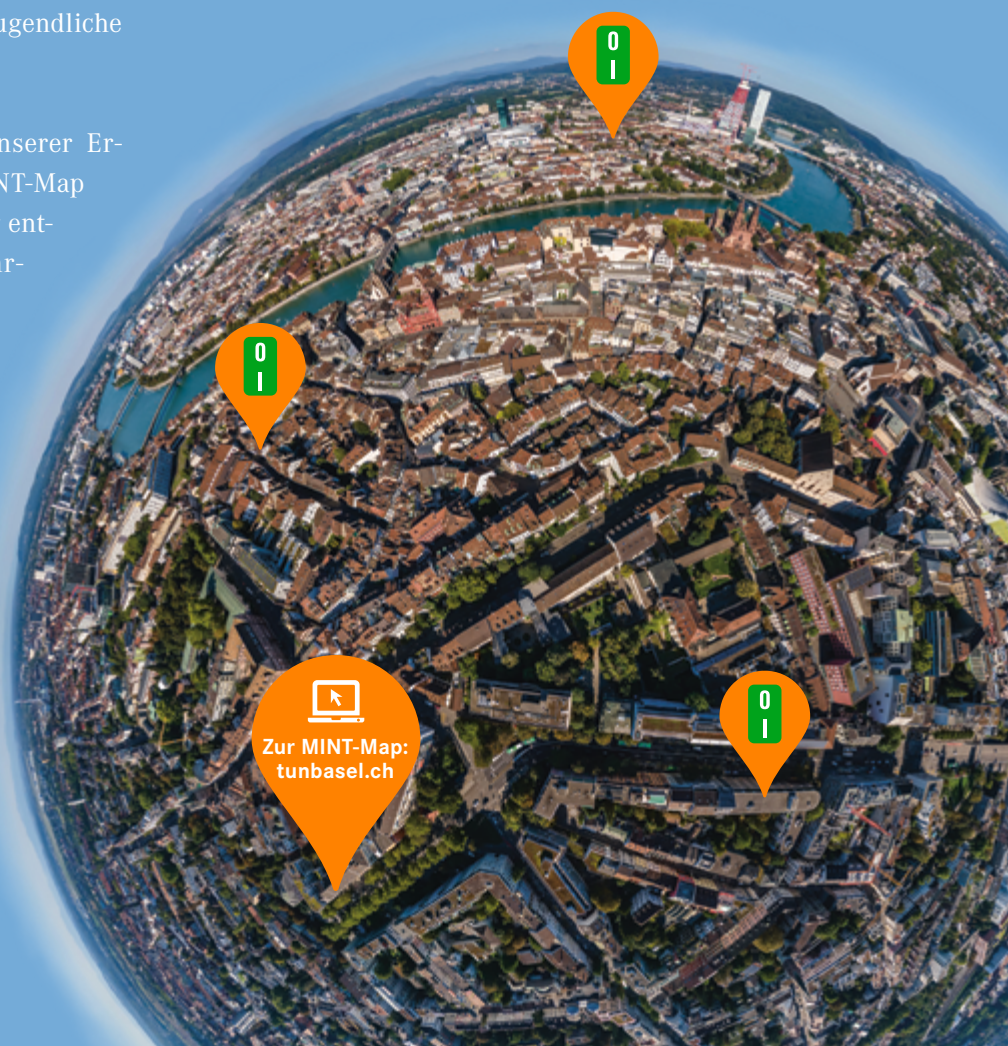 ugendliche
nserer Er-
NT-Map
ent-
ar-
0
I
0
I
Zur MINT-Map:
tunbasel.ch
0
I